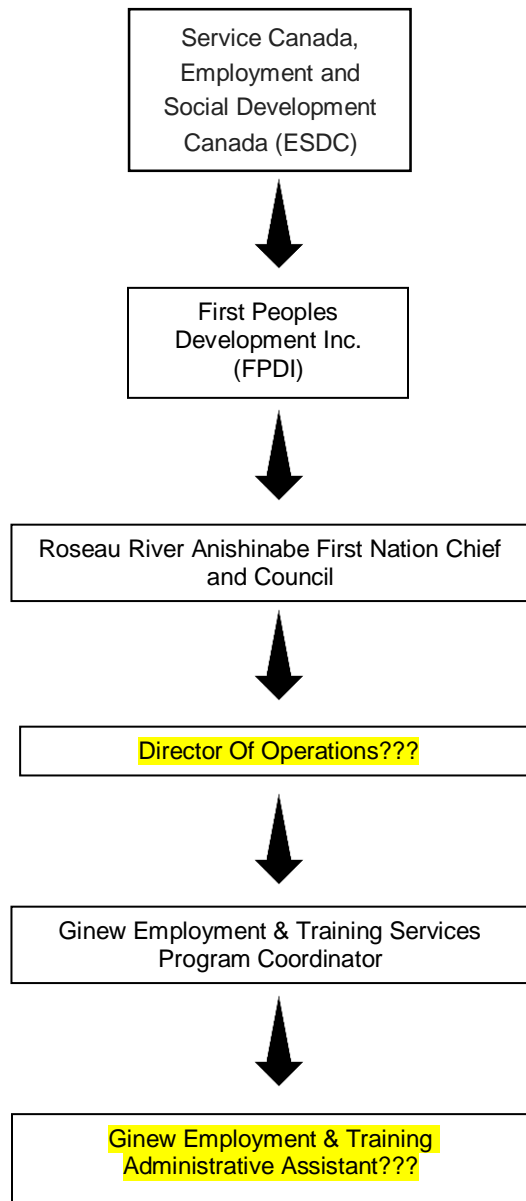 Service Canada,
Employment and
Social Development
Canada (ESDC)
First Peoples
Development Inc.
(FPDI)
Roseau River Anishinabe First Nation Chief
and Council
Director Of Operations???
Ginew Employment & Training Services
Program Coordinator
Ginew Employment & Training
Administrative Assistant???